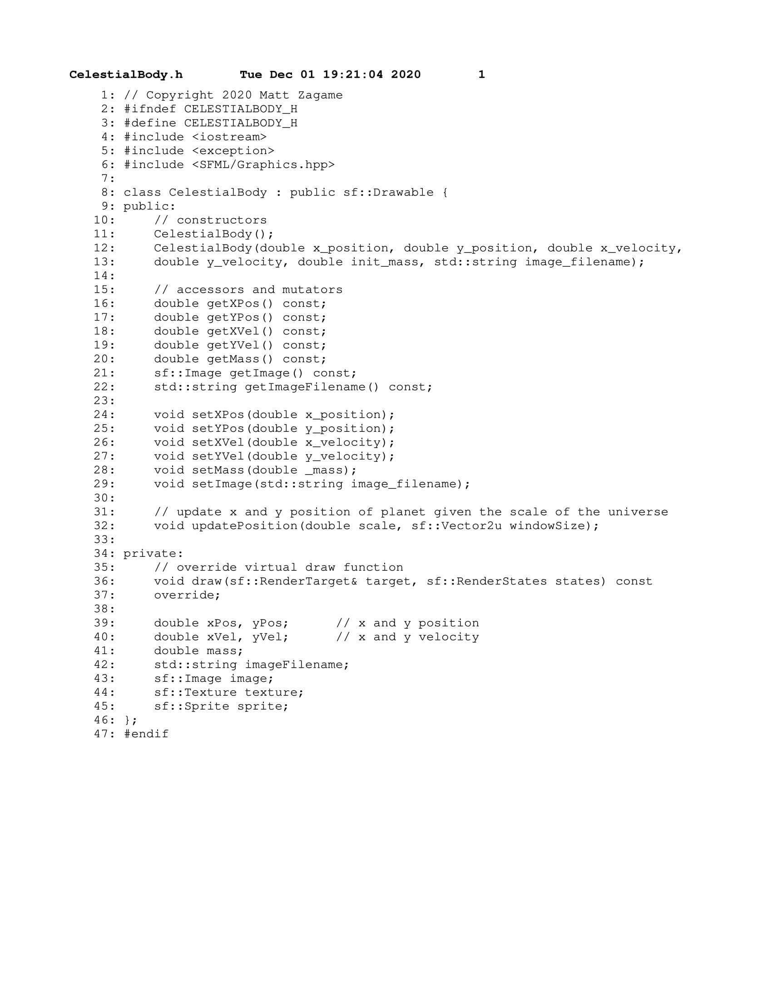 CelestialBody.h        Tue Dec 01 19:21:04 2020        1
1: // Copyright 2020 Matt Zagame
2: #ifndef CELESTIALBODY_H
3: #define CELESTIALBODY_H
4: #include <iostream>
5: #include <exception>
6: #include <SFML/Graphics.hpp>
7:
8: class CelestialBody : public sf::Drawable {
9: public:
10:     // constructors
11:     CelestialBody();
12:     CelestialBody(double x_position, double y_position, double x_velocity,
13:     double y_velocity, double init_mass, std::string image_filename);
14:
15:     // accessors and mutators
16:     double getXPos() const;
17:     double getYPos() const;
18:     double getXVel() const;
19:     double getYVel() const;
20:     double getMass() const;
21:     sf::Image getImage() const;
22:     std::string getImageFilename() const;
23:
24:     void setXPos(double x_position);
25:     void setYPos(double y_position);
26:     void setXVel(double x_velocity);
27:     void setYVel(double y_velocity);
28:     void setMass(double _mass);
29:     void setImage(std::string image_filename);
30:
31:     // update x and y position of planet given the scale of the universe
32:     void updatePosition(double scale, sf::Vector2u windowSize);
33:
34: private:
35:     // override virtual draw function
36:     void draw(sf::RenderTarget& target, sf::RenderStates states) const
37:     override;
38:
39:     double xPos, yPos;      // x and y position
40:     double xVel, yVel;      // x and y velocity
41:     double mass;
42:     std::string imageFilename;
43:     sf::Image image;
44:     sf::Texture texture;
45:     sf::Sprite sprite;
46: };
47: #endif